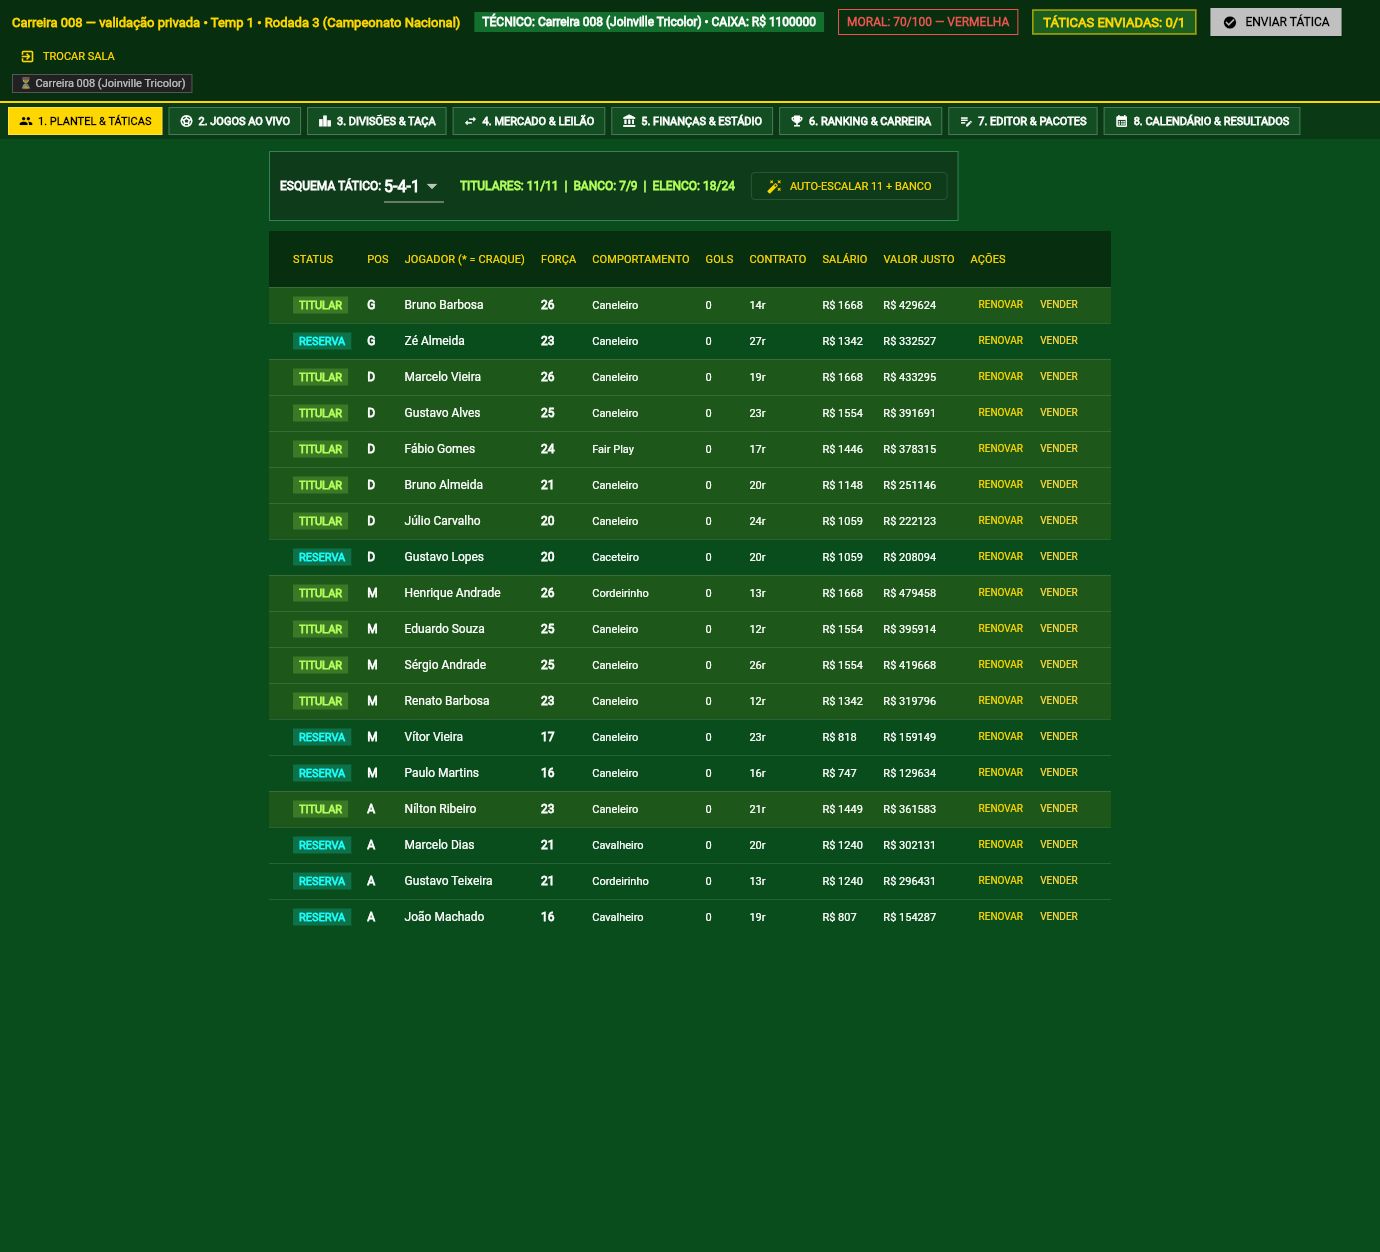 Carreira 008 — validação privada • Temp 1 • Rodada 3 (Campeonato Nacional) TÉCNICO: Carreira 008 (Joinville Tricolor) • CAIXA: R$ 1100000 MORAL: 70/100 — VERMELHA TÁTICAS ENVIADAS: 0/1 ENVIAR TÁTICA
TROCAR SALA
⏳ Carreira 008 (Joinville Tricolor)
1. PLANTEL & TÁTICAS 2. JOGOS AO VIVO 3. DIVISÕES & TAÇA 4. MERCADO & LEILÃO 5. FINANÇAS & ESTÁDIO 6. RANKING & CARREIRA 7. EDITOR & PACOTES 8. CALENDÁRIO & RESULTADOS
ESQUEMA TÁTICO: 5-4-1 TITULARES: 11/11 | BANCO: 7/9 | ELENCO: 18/24 AUTO-ESCALAR 11 + BANCO
STATUS POS JOGADOR (* = CRAQUE) FORÇA COMPORTAMENTO GOLS CONTRATO SALÁRIO VALOR JUSTO AÇÕES
TITULAR G Bruno Barbosa 26 Caneleiro 0 14r R$ 1668 R$ 429624 RENOVAR VENDER
RESERVA G Zé Almeida 23 Caneleiro 0 27r R$ 1342 R$ 332527 RENOVAR VENDER
TITULAR D Marcelo Vieira 26 Caneleiro 0 19r R$ 1668 R$ 433295 RENOVAR VENDER
TITULAR D Gustavo Alves 25 Caneleiro 0 23r R$ 1554 R$ 391691 RENOVAR VENDER
TITULAR D Fábio Gomes 24 Fair Play 0 17r R$ 1446 R$ 378315 RENOVAR VENDER
TITULAR D Bruno Almeida 21 Caneleiro 0 20r R$ 1148 R$ 251146 RENOVAR VENDER
TITULAR D Júlio Carvalho 20 Caneleiro 0 24r R$ 1059 R$ 222123 RENOVAR VENDER
RESERVA D Gustavo Lopes 20 Caceteiro 0 20r R$ 1059 R$ 208094 RENOVAR VENDER
TITULAR M Henrique Andrade 26 Cordeirinho 0 13r R$ 1668 R$ 479458 RENOVAR VENDER
TITULAR M Eduardo Souza 25 Caneleiro 0 12r R$ 1554 R$ 395914 RENOVAR VENDER
TITULAR M Sérgio Andrade 25 Caneleiro 0 26r R$ 1554 R$ 419668 RENOVAR VENDER
TITULAR M Renato Barbosa 23 Caneleiro 0 12r R$ 1342 R$ 319796 RENOVAR VENDER
RESERVA M Vítor Vieira 17 Caneleiro 0 23r R$ 818 R$ 159149 RENOVAR VENDER
RESERVA M Paulo Martins 16 Caneleiro 0 16r R$ 747 R$ 129634 RENOVAR VENDER
TITULAR A Nílton Ribeiro 23 Caneleiro 0 21r R$ 1449 R$ 361583 RENOVAR VENDER
RESERVA A Marcelo Dias 21 Cavalheiro 0 20r R$ 1240 R$ 302131 RENOVAR VENDER
RESERVA A Gustavo Teixeira 21 Cordeirinho 0 13r R$ 1240 R$ 296431 RENOVAR VENDER
RESERVA A João Machado 16 Cavalheiro 0 19r R$ 807 R$ 154287 RENOVAR VENDER